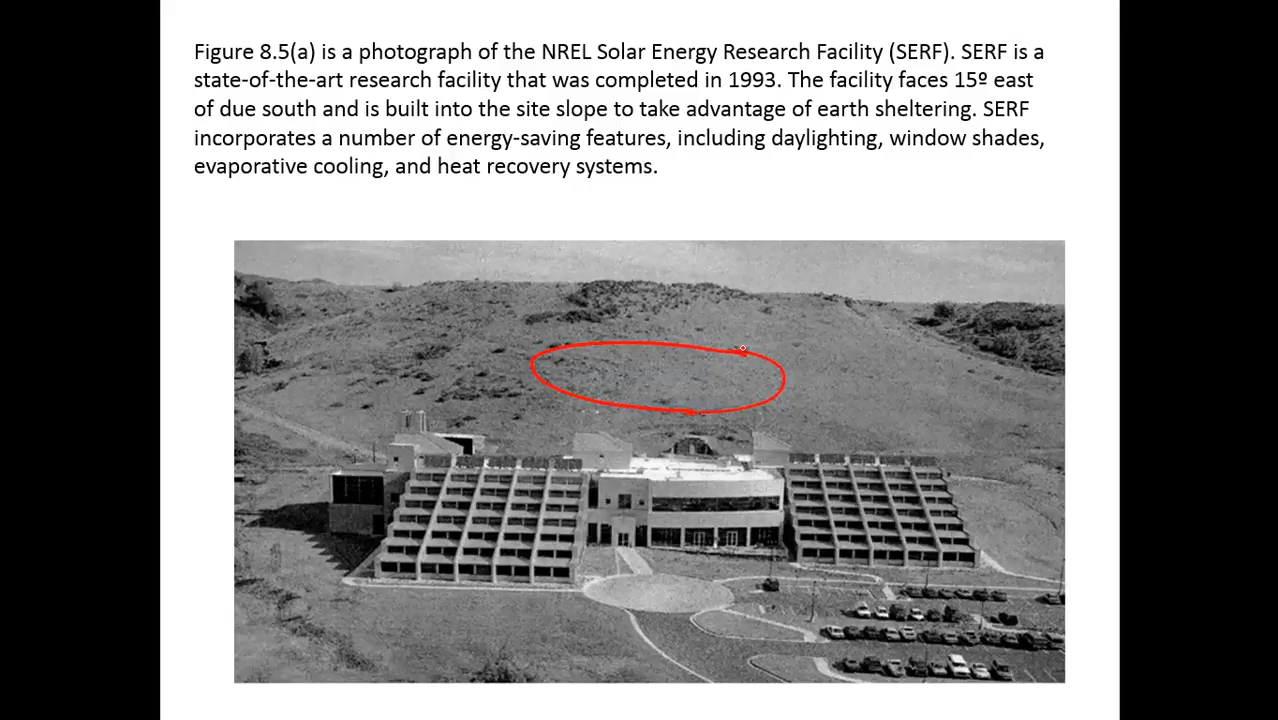 Figure 8.5(a) is a photograph of the NREL Solar Energy Research Facility (SERF). SERF is a
state-of-the-art research facility that was completed in 1993. The facility faces 15º east
of due south and is built into the site slope to take advantage of earth sheltering. SERF
incorporates a number of energy-saving features, including daylighting, window shades,
evaporative cooling, and heat recovery systems.